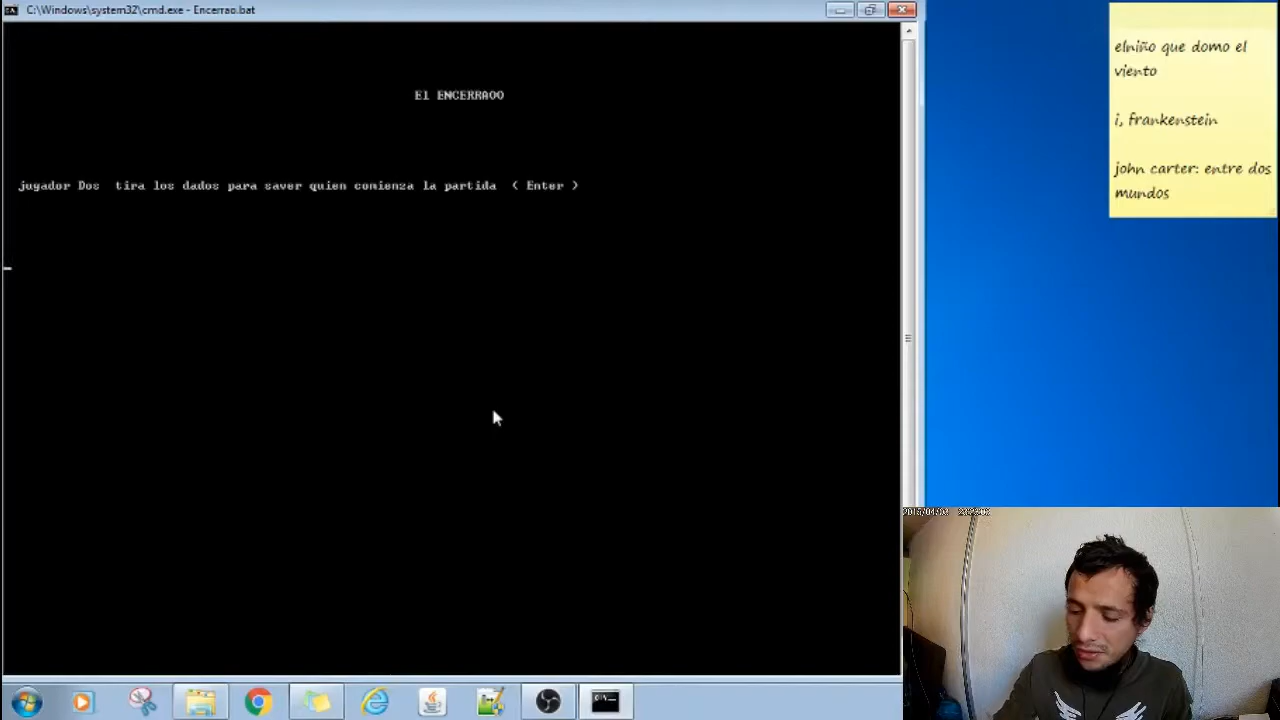 C:\Windows\system32\cmd.exe - Encerrao.bat
El ENCERRAOO
jugador Dos  tira los dados para saver quien comienza la partida  ( Enter )
elniño que domo el
viento
i, frankenstein
john carter: entre dos
mundos